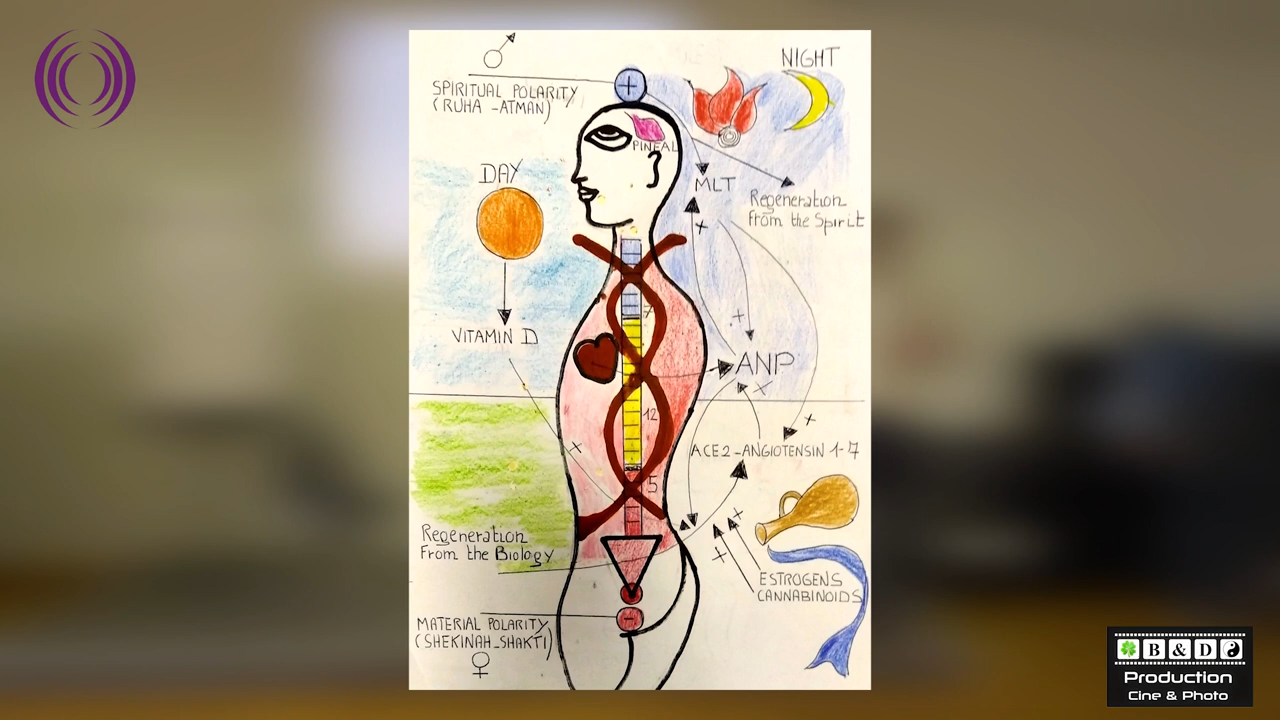 NIGHT
SPIRITUAL POLARITY
(RUHA -ATMAN)
PINEAL
DAY
MLT
Regeneration
from the Spirit
+
+
VITAMIN D
7
+
ANP
X
12
+
X
ACE2-ANGIOTENSIN 1-7
5
Regeneration
From the Biology
+
+
ESTROGENS
CANNABINOIDS
MATERIAL POLARITY
(SHEKINAH-SHAKTI)
-
B & D
Production
Cine & Photo